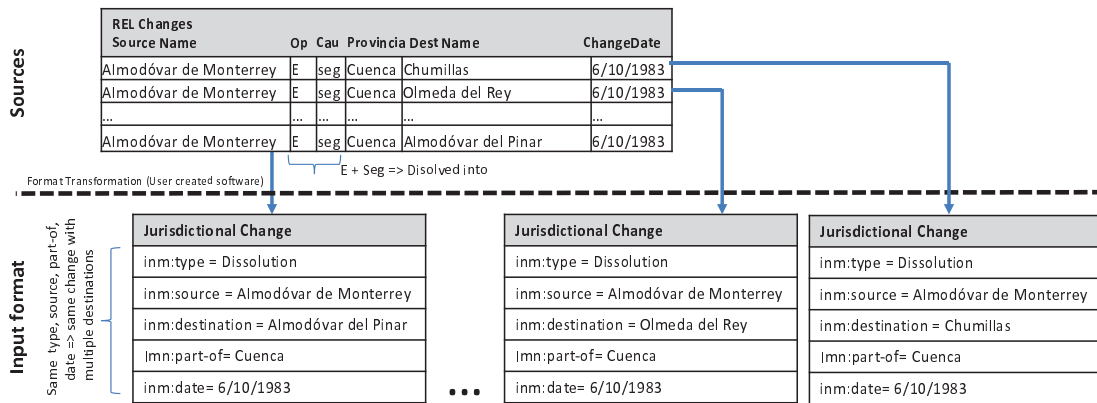 Sources
REL Changes
Source Name Op Cau Provincia Dest Name ChangeDate
Almodóvar de Monterrey E seg Cuenca Chumillas 6/10/1983
Almodóvar de Monterrey E seg Cuenca Olmeda del Rey 6/10/1983
... ... ... ... ... ...
Almodóvar de Monterrey E seg Cuenca Almodóvar del Pinar 6/10/1983
E + Seg => Disolved into
Format Transformation (User created software)
Input format
Same type, source, part-of,
date => same change with
multiple destinations
Jurisdictional Change
inm:type = Dissolution
inm:source = Almodóvar de Monterrey
inm:destination = Almodóvar del Pinar
Imn:part-of= Cuenca
inm:date= 6/10/1983
...
Jurisdictional Change
inm:type = Dissolution
inm:source = Almodóvar de Monterrey
inm:destination = Olmeda del Rey
Imn:part-of= Cuenca
inm:date= 6/10/1983
Jurisdictional Change
inm:type = Dissolution
inm:source = Almodóvar de Monterrey
inm:destination = Chumillas
Imn:part-of= Cuenca
inm:date= 6/10/1983